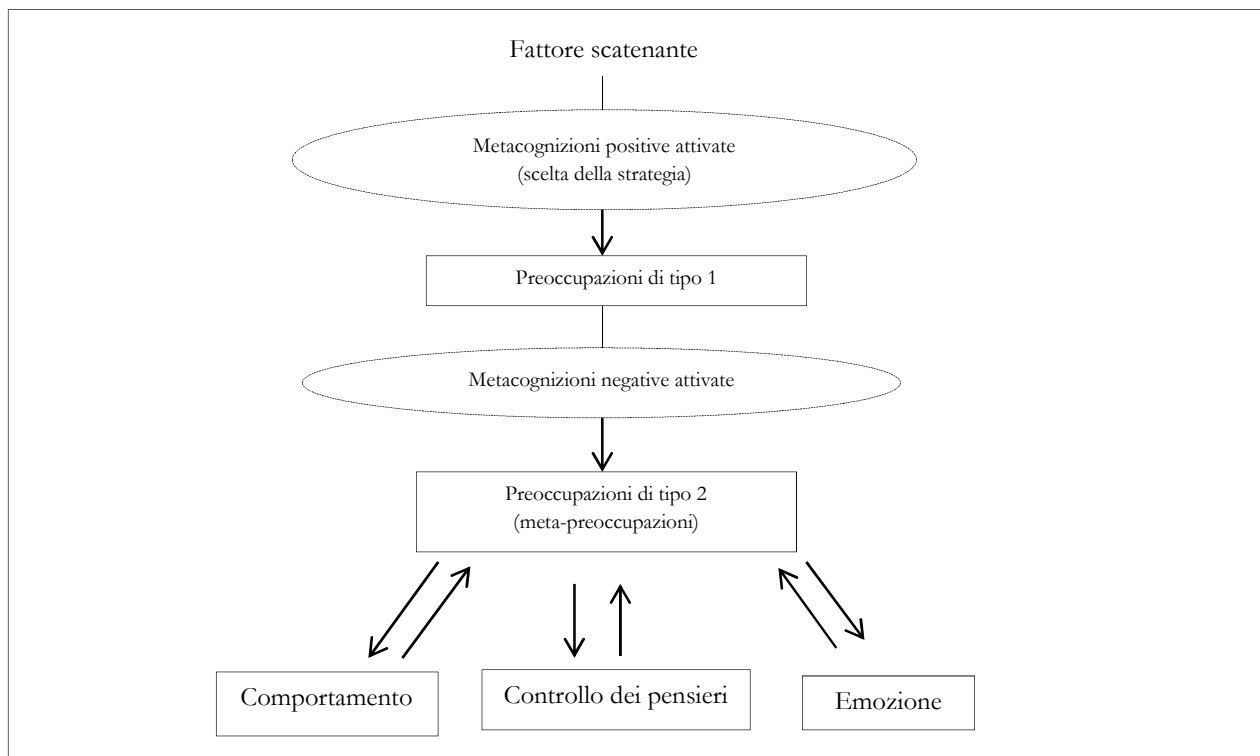 Fattore scatenante
Metacognizioni positive attivate
(scelta della strategia)
Preoccupazioni di tipo 1
Metacognizioni negative attivate
Preoccupazioni di tipo 2
(meta-preoccupazioni)
Comportamento
Controllo dei pensieri
Emozione